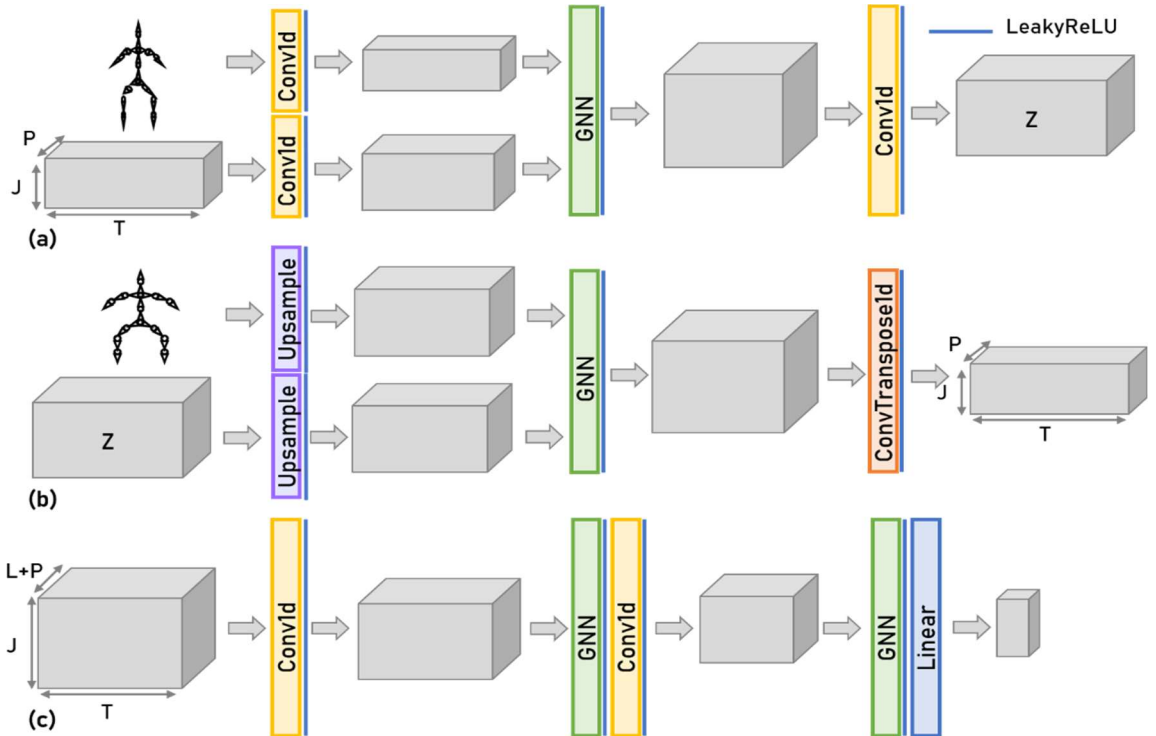 LeakyReLU
Conv1d
Conv1d
GNN
Conv1d
Z
P
J
T
(a)
Upsample
Upsample
GNN
ConvTranspose1d
P
J
T
Z
(b)
L+P
J
T
Conv1d
GNN
Conv1d
GNN
Linear
(c)